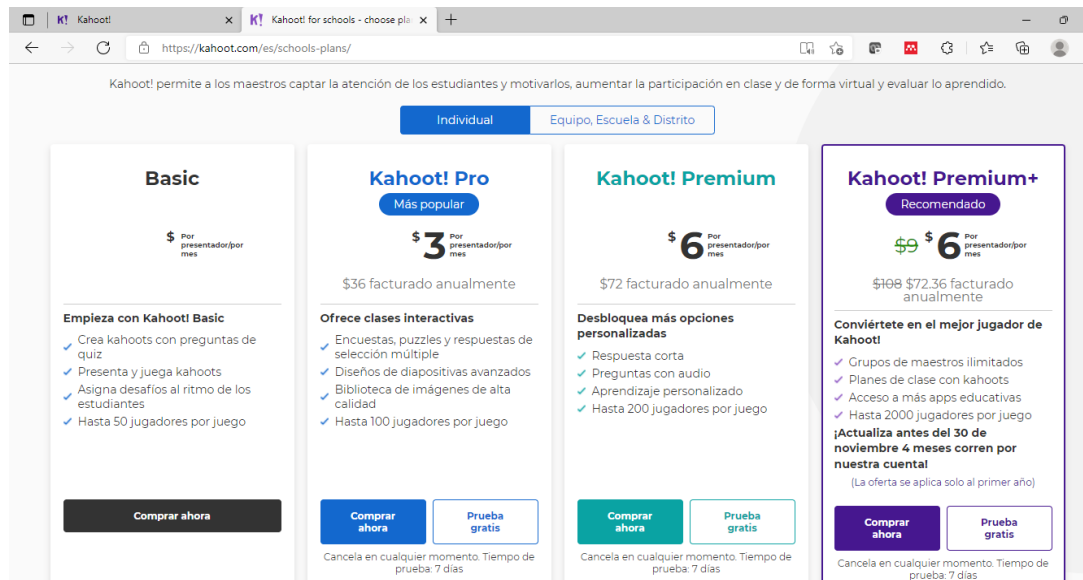 K! Kahoot!
K! Kahoot! for schools - choose pla
https://kahoot.com/es/schools-plans/
Kahoot! permite a los maestros captar la atención de los estudiantes y motivarlos, aumentar la participación en clase y de forma virtual y evaluar lo aprendido.
Individual
Equipo, Escuela & Distrito
Basic
$ Por
presentador/por
mes
Empieza con Kahoot! Basic
Crea kahoots con preguntas de
quiz
Presenta y juega kahoots
Asigna desafíos al ritmo de los
estudiantes
Hasta 50 jugadores por juego
Comprar ahora
Kahoot! Pro
Más popular
$ 3 Por
presentador/por
mes
$36 facturado anualmente
Ofrece clases interactivas
Encuestas, puzzles y respuestas de
selección múltiple
Diseños de diapositivas avanzados
Biblioteca de imágenes de alta
calidad
Hasta 100 jugadores por juego
Comprar
ahora
Prueba
gratis
Cancela en cualquier momento. Tiempo de
prueba: 7 días
Kahoot! Premium
$ 6 Por
presentador/por
mes
$72 facturado anualmente
Desbloquea más opciones
personalizadas
Respuesta corta
Preguntas con audio
Aprendizaje personalizado
Hasta 200 jugadores por juego
Comprar
ahora
Prueba
gratis
Cancela en cualquier momento. Tiempo de
prueba: 7 días
Kahoot! Premium+
Recomendado
$9 $ 6 Por
presentador/por
mes
$108 $72.36 facturado
anualmente
Conviértete en el mejor jugador de
Kahoot!
Grupos de maestros ilimitados
Planes de clase con kahoots
Acceso a más apps educativas
Hasta 2000 jugadores por juego
¡Actualiza antes del 30 de
noviembre 4 meses corren por
nuestra cuenta!
(La oferta se aplica solo al primer año)
Comprar
ahora
Prueba
gratis
Cancela en cualquier momento. Tiempo de
prueba: 7 días